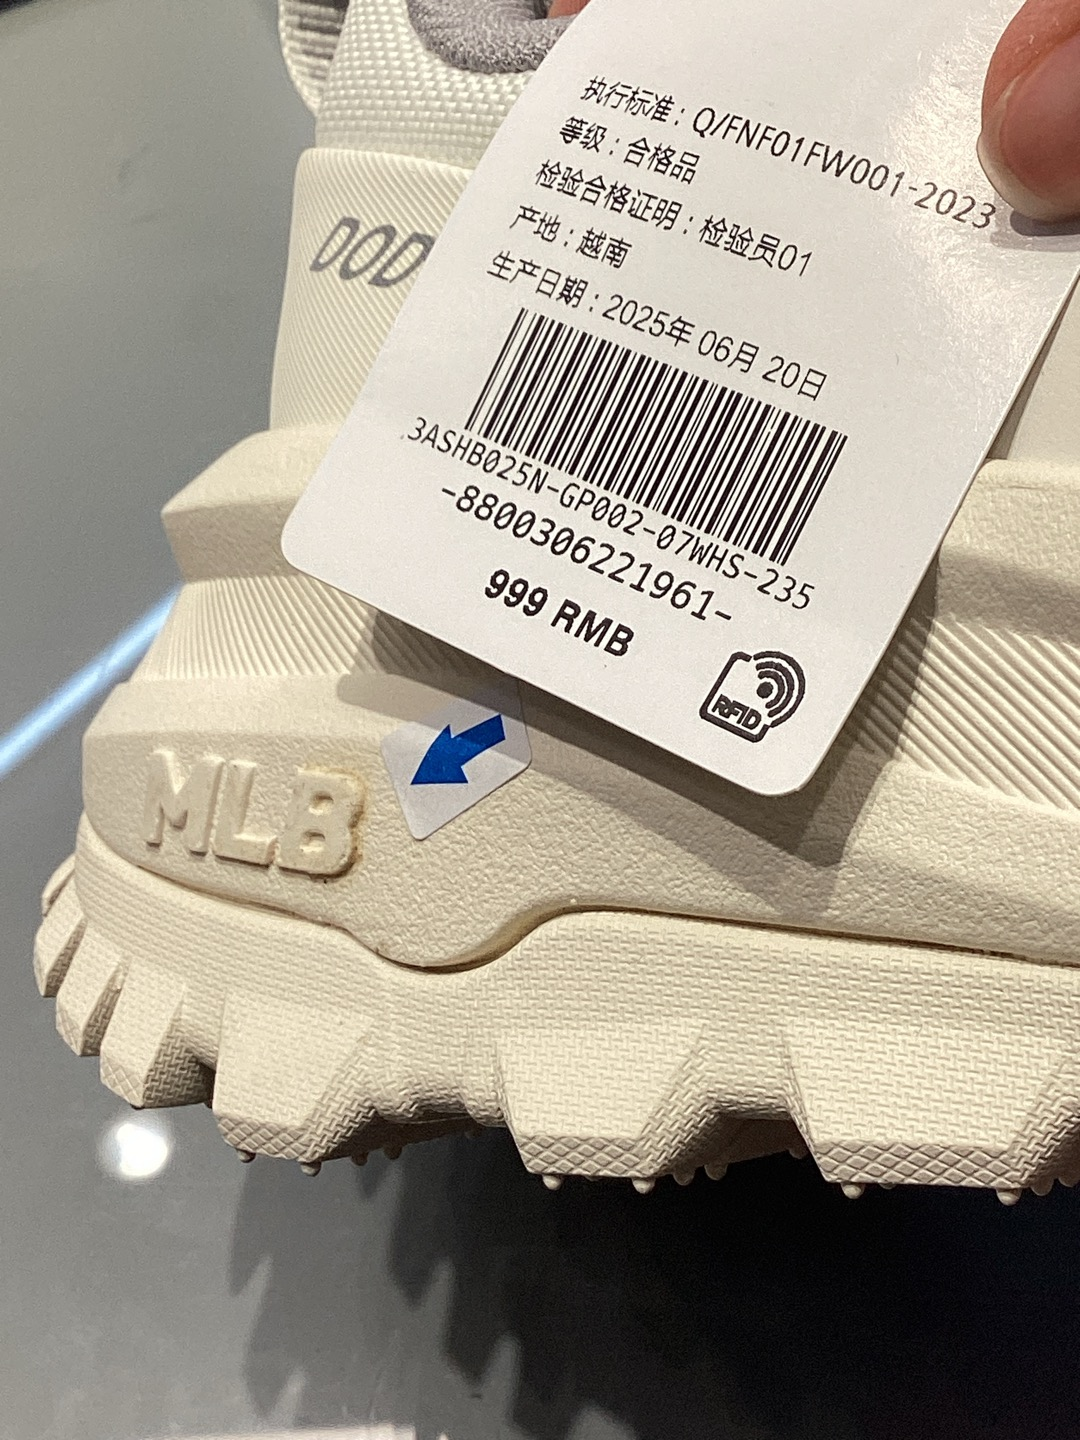 执行标准：Q/FNF01FW001-2023
等级：合格品
检验合格证明：检验员01
产地：越南
生产日期：2025年 06月 20日
3ASHB025N-GP002-07WHS-235
-8800306221961-
999 RMB
RFID
DOD
MLB